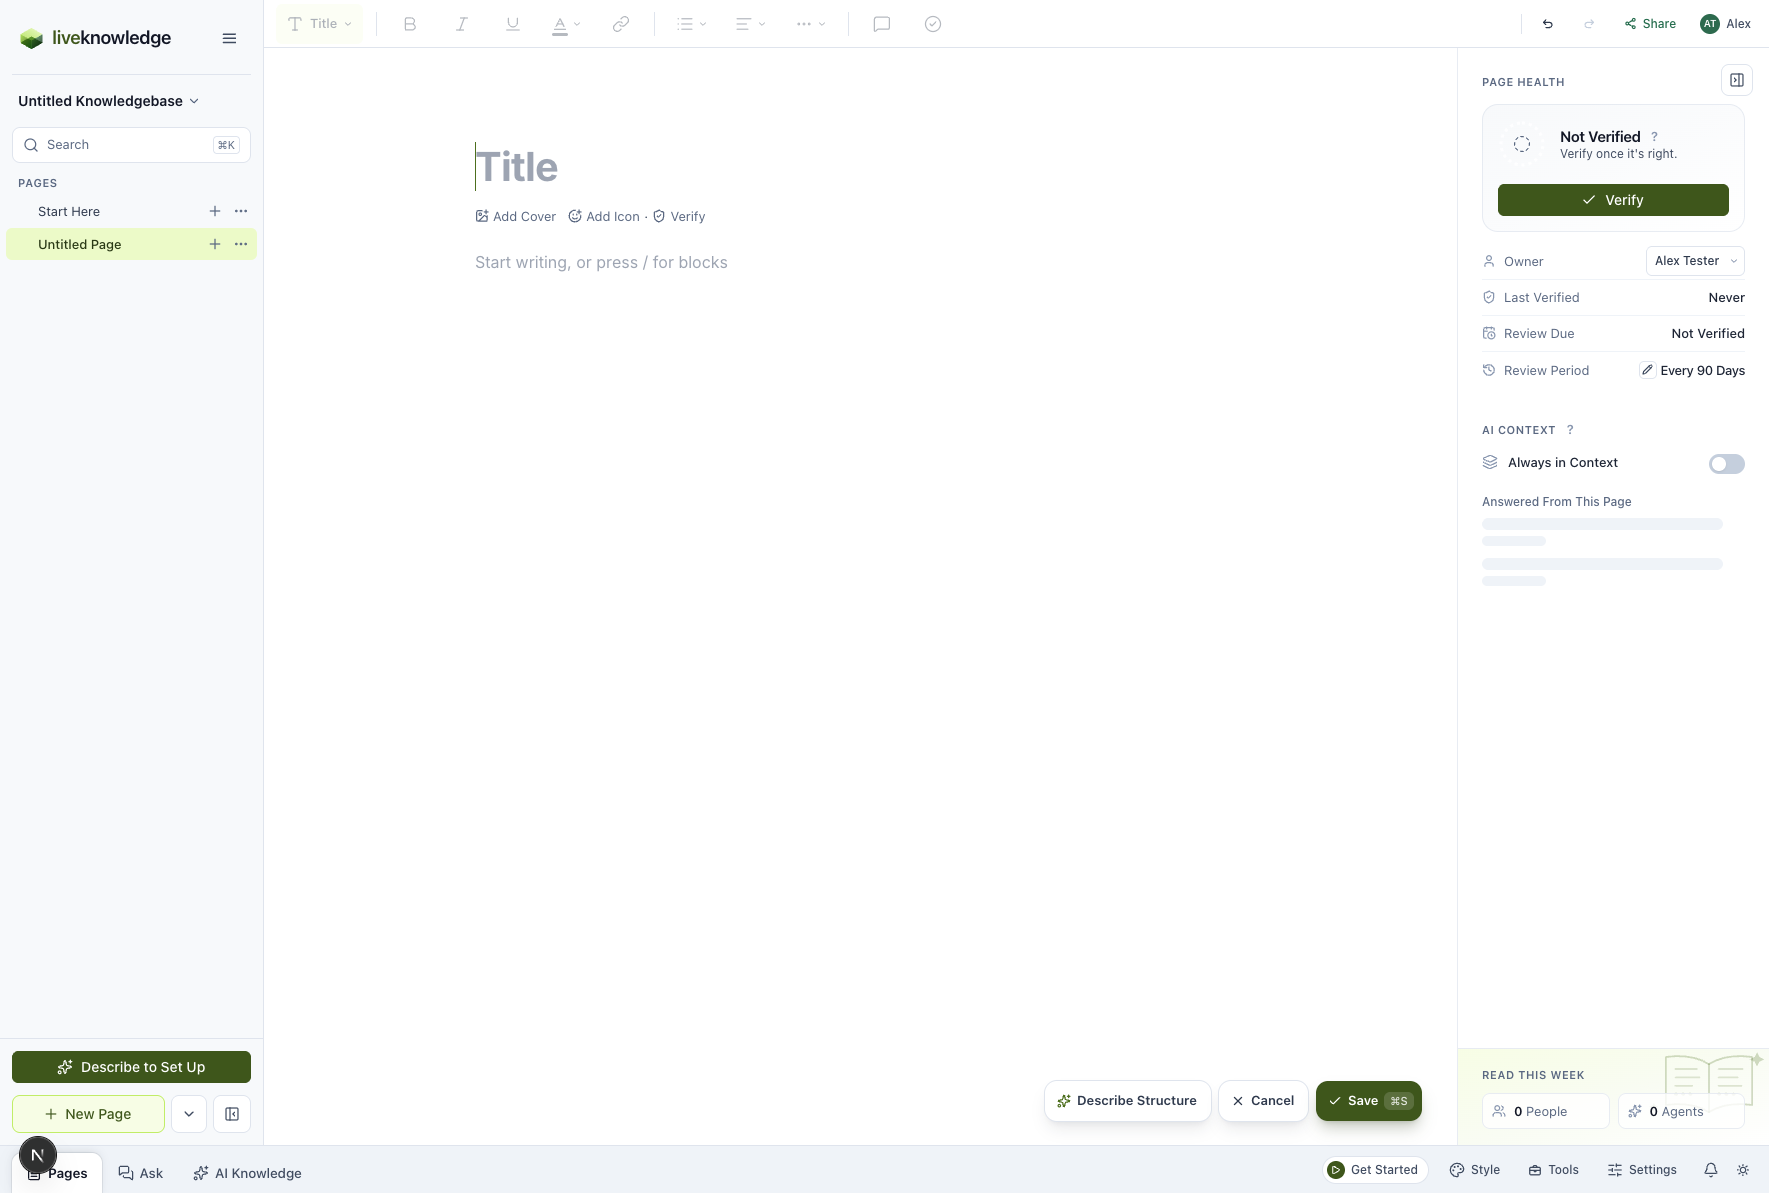 liveknowledge
Untitled Knowledgebase
Search ⌘K
PAGES
Start Here
Untitled Page
Describe to Set Up
New Page
Title
B I U A
Share
AT Alex
Title
Add Cover Add Icon · Verify
Start writing, or press / for blocks
Describe Structure
Cancel
Save ⌘S
PAGE HEALTH
Not Verified ?
Verify once it's right.
Verify
Owner Alex Tester
Last Verified Never
Review Due Not Verified
Review Period Every 90 Days
AI CONTEXT ?
Always in Context
Answered From This Page
READ THIS WEEK
0 People
0 Agents
N
Pages
Ask
AI Knowledge
Get Started
Style
Tools
Settings